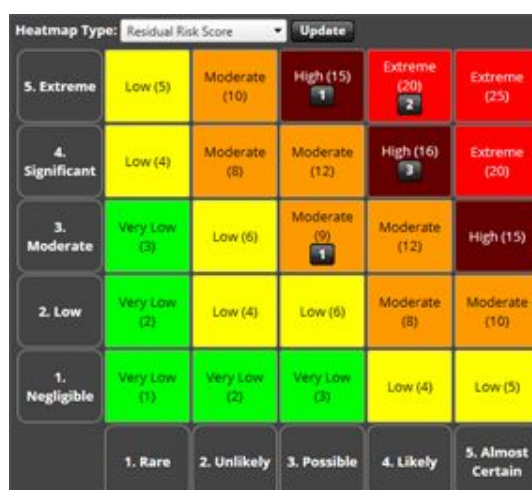 Heatmap Type: Residual Risk Score Update
5. Extreme
Low (5)
Moderate
(10)
High (15)
1
Extreme
(20)
2
Extreme
(25)
4.
Significant
Low (4)
Moderate
(8)
Moderate
(12)
High (16)
3
Extreme
(20)
3.
Moderate
Very Low
(3)
Low (6)
Moderate
(9)
1
Moderate
(12)
High (15)
2. Low
Very Low
(2)
Low (4)
Low (6)
Moderate
(8)
Moderate
(10)
1.
Negligible
Very Low
(1)
Very Low
(2)
Very Low
(3)
Low (4)
Low (5)
1. Rare
2. Unlikely
3. Possible
4. Likely
5. Almost
Certain